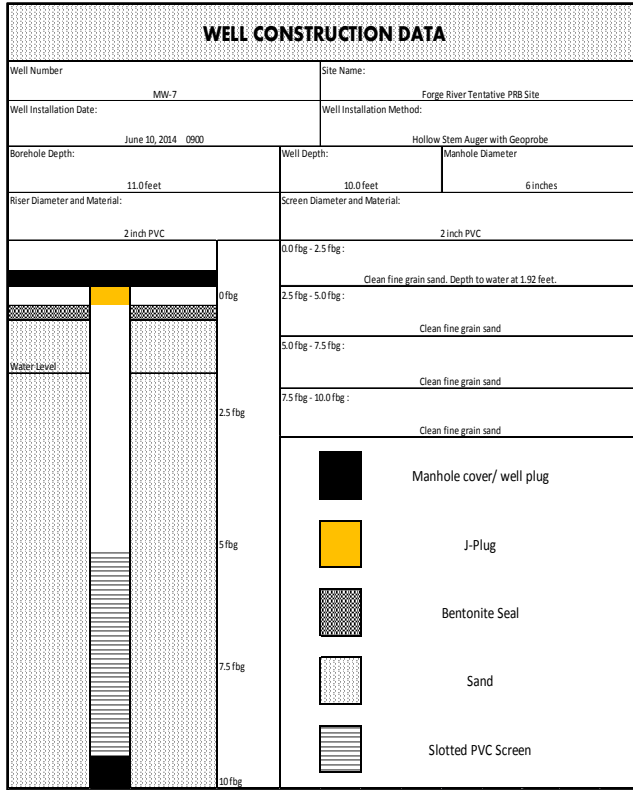 WELL CONSTRUCTION DATA
Well Number
MW-7
Site Name:
Forge River Tentative PRB Site
Well Installation Date:
June 10, 2014 0900
Well Installation Method:
Hollow Stem Auger with Geoprobe
Borehole Depth:
11.0 feet
Well Depth:
10.0 feet
Manhole Diameter
6 inches
Riser Diameter and Material:
2 inch PVC
Screen Diameter and Material:
2 inch PVC
0.0 fbg - 2.5 fbg :
Clean fine grain sand. Depth to water at 1.92 feet.
0 fbg
2.5 fbg - 5.0 fbg :
Clean fine grain sand
5.0 fbg - 7.5 fbg :
Clean fine grain sand
Water Level
7.5 fbg - 10.0 fbg :
Clean fine grain sand
2.5 fbg
5 fbg
7.5 fbg
10 fbg
Manhole cover/ well plug
J-Plug
Bentonite Seal
Sand
Slotted PVC Screen